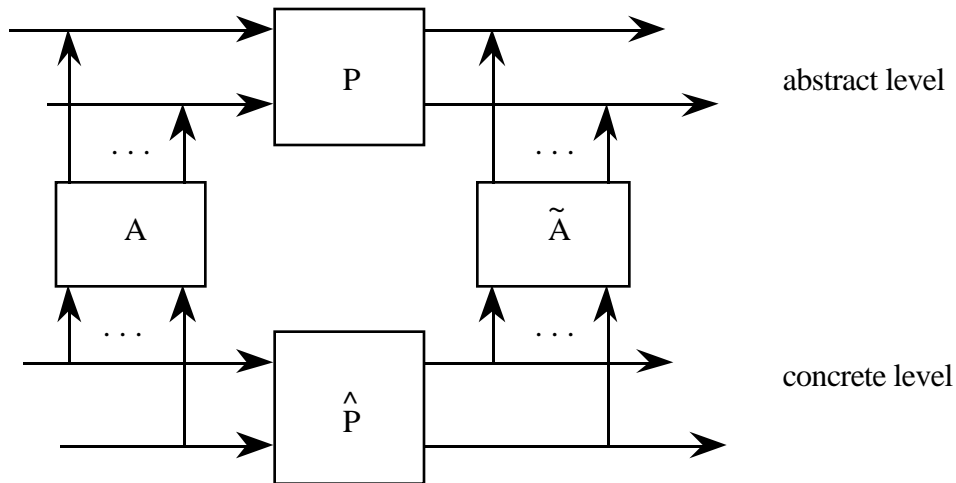 P
abstract level
. . .
. . .
A
Ã
. . .
. . .
P̂
concrete level